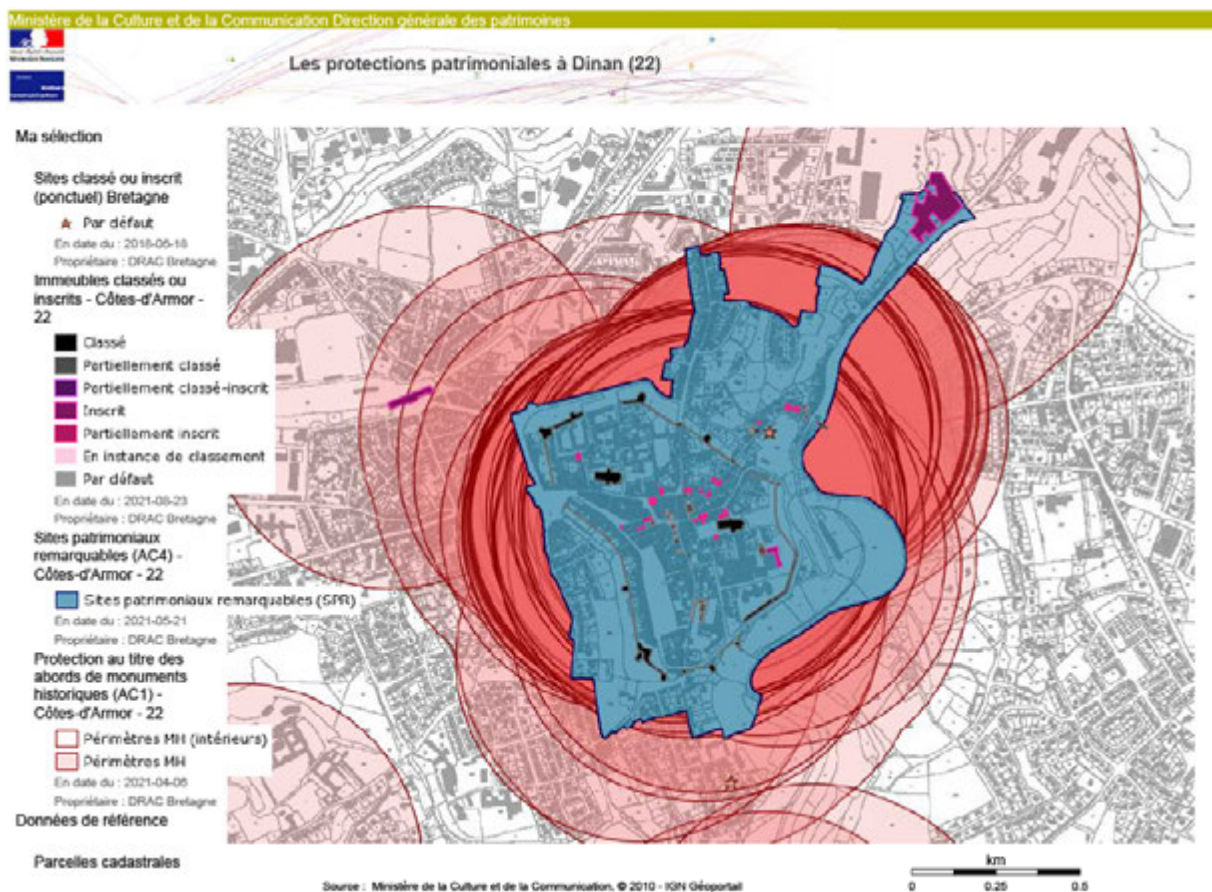 Ministère de la Culture et de la Communication Direction générale des patrimoines
Les protections patrimoniales à Dinan (22)
Ma sélection
Sites classé ou inscrit
(ponctuel) Bretagne
Par défaut
En date du : 2018-06-18
Propriétaire : DRAC Bretagne
Immeubles classés ou
inscrits - Côtes-d'Armor -
22
Classé
Partiellement classé
Partiellement classé-inscrit
Inscrit
Partiellement inscrit
En instance de classement
Par défaut
En date du : 2021-08-23
Propriétaire : DRAC Bretagne
Sites patrimoniaux
remarquables (AC4) -
Côtes-d'Armor - 22
Sites patrimoniaux remarquables (SPR)
En date du : 2021-05-21
Propriétaire : DRAC Bretagne
Protection au titre des
abords de monuments
historiques (AC1) -
Côtes-d'Armor - 22
Périmètres MH (intérieurs)
Périmètres MH
En date du : 2021-04-06
Propriétaire : DRAC Bretagne
Données de référence
Parcelles cadastrales
km
0 0.25 0.5
Source : Ministère de la Culture et de la Communication, © 2010 - IGN Géoportail